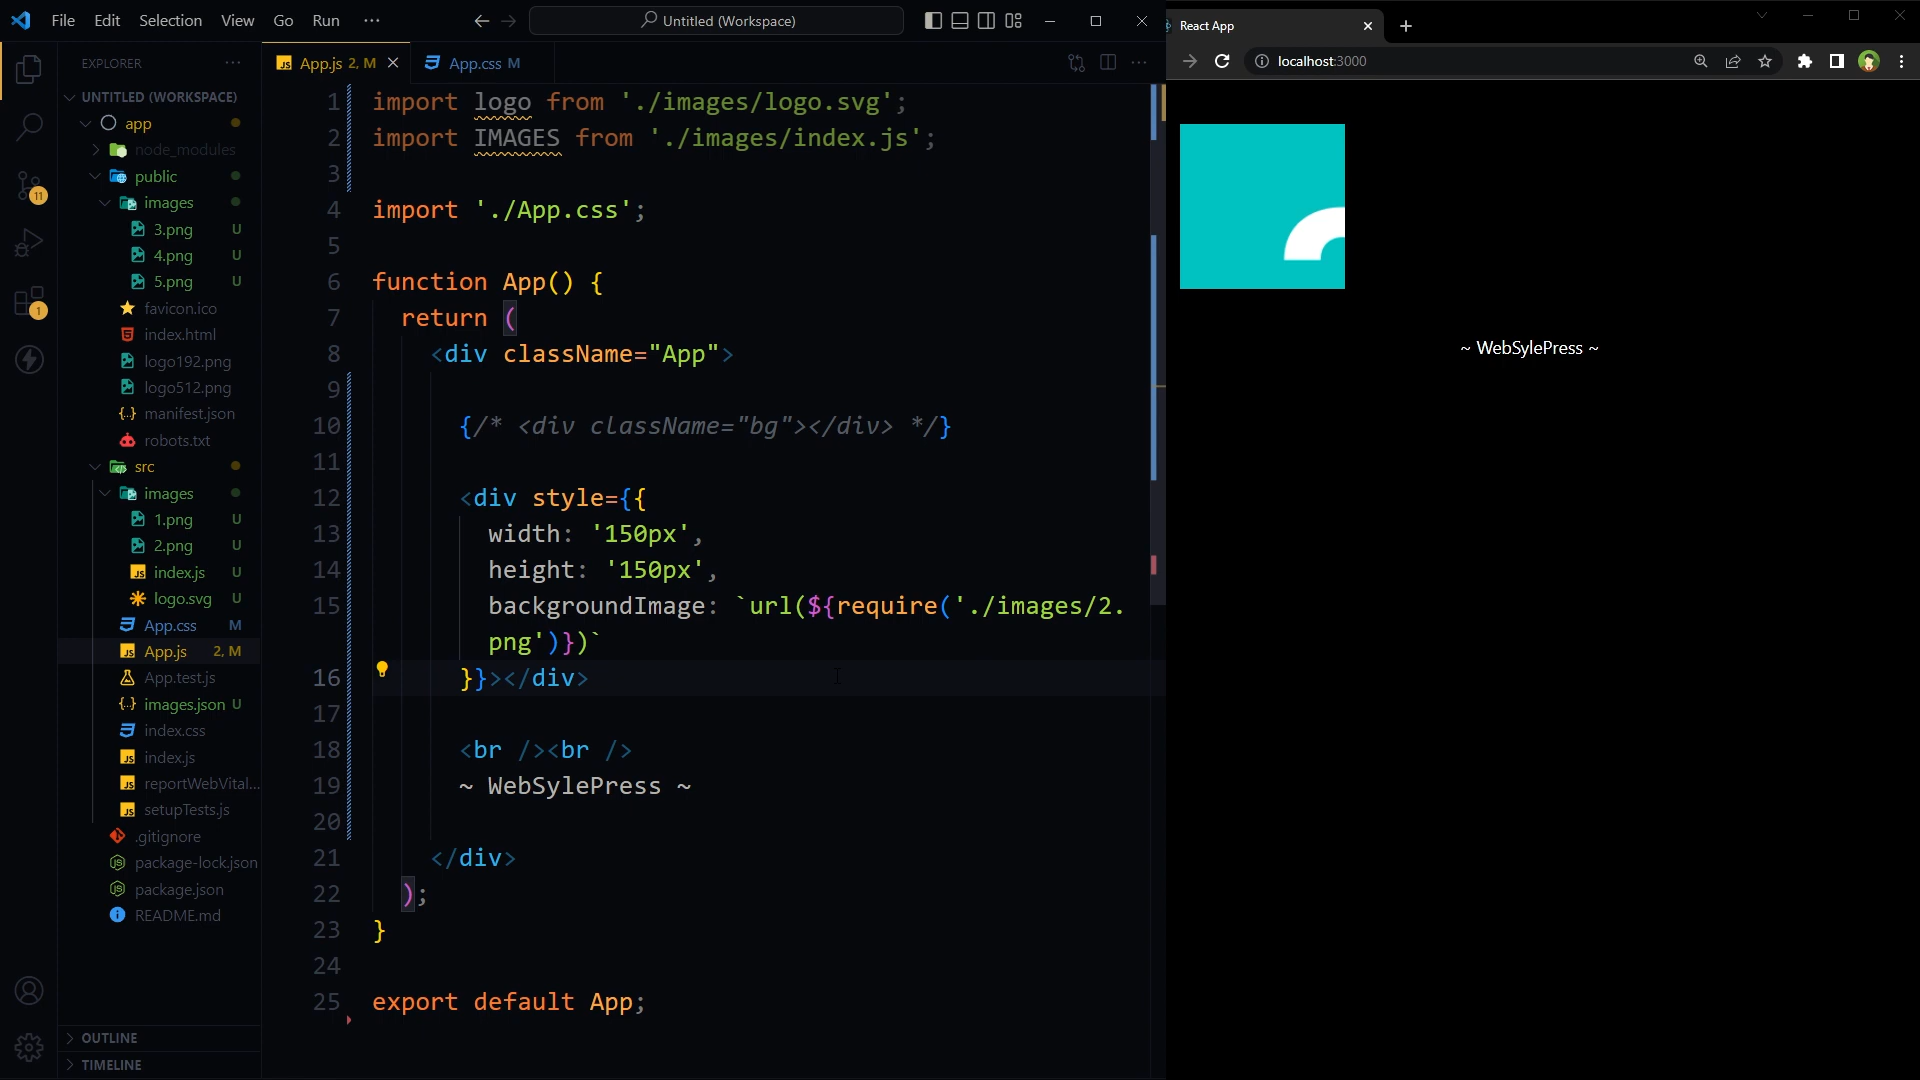 File Edit Selection View Go Run ···
Untitled (Workspace)
EXPLORER ···
UNTITLED (WORKSPACE)
app
node_modules
public
images
3.png U
4.png U
5.png U
favicon.ico
index.html
logo192.png
logo512.png
manifest.json
robots.txt
src
images
1.png U
2.png U
index.js U
logo.svg U
App.css M
App.js 2, M
App.test.js
images.json U
index.css
index.js
reportWebVital...
setupTests.js
.gitignore
package-lock.json
package.json
README.md
OUTLINE
TIMELINE
11
1
App.js 2, M
App.css M
1 import logo from './images/logo.svg';
2 import IMAGES from './images/index.js';
3
4 import './App.css';
5
6 function App() {
7 return (
8 <div className="App">
9
10 {/* <div className="bg"></div> */}
11
12 <div style={{
13 width: '150px',
14 height: '150px',
15 backgroundImage: `url(${require('./images/2.
png')})`
16 }}></div>
17
18 <br /><br />
19 ~ WebSylePress ~
20
21 </div>
22 );
23 }
24
25 export default App;
React App
localhost:3000
~ WebSylePress ~